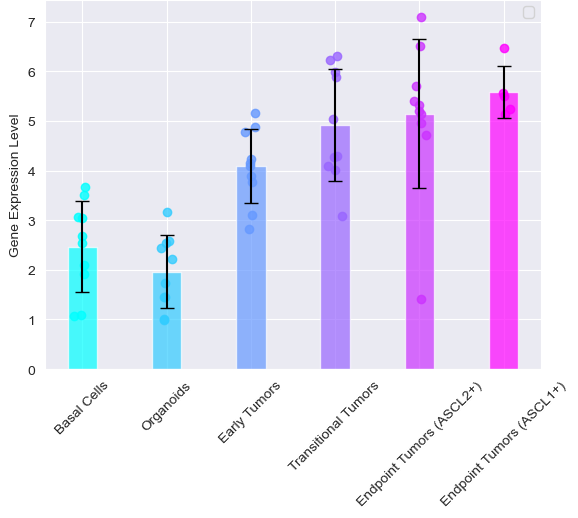 7
6
5
4
3
2
1
0
Gene Expression Level
Basal Cells
Organoids
Early Tumors
Transitional Tumors
Endpoint Tumors (ASCL2+)
Endpoint Tumors (ASCL1+)